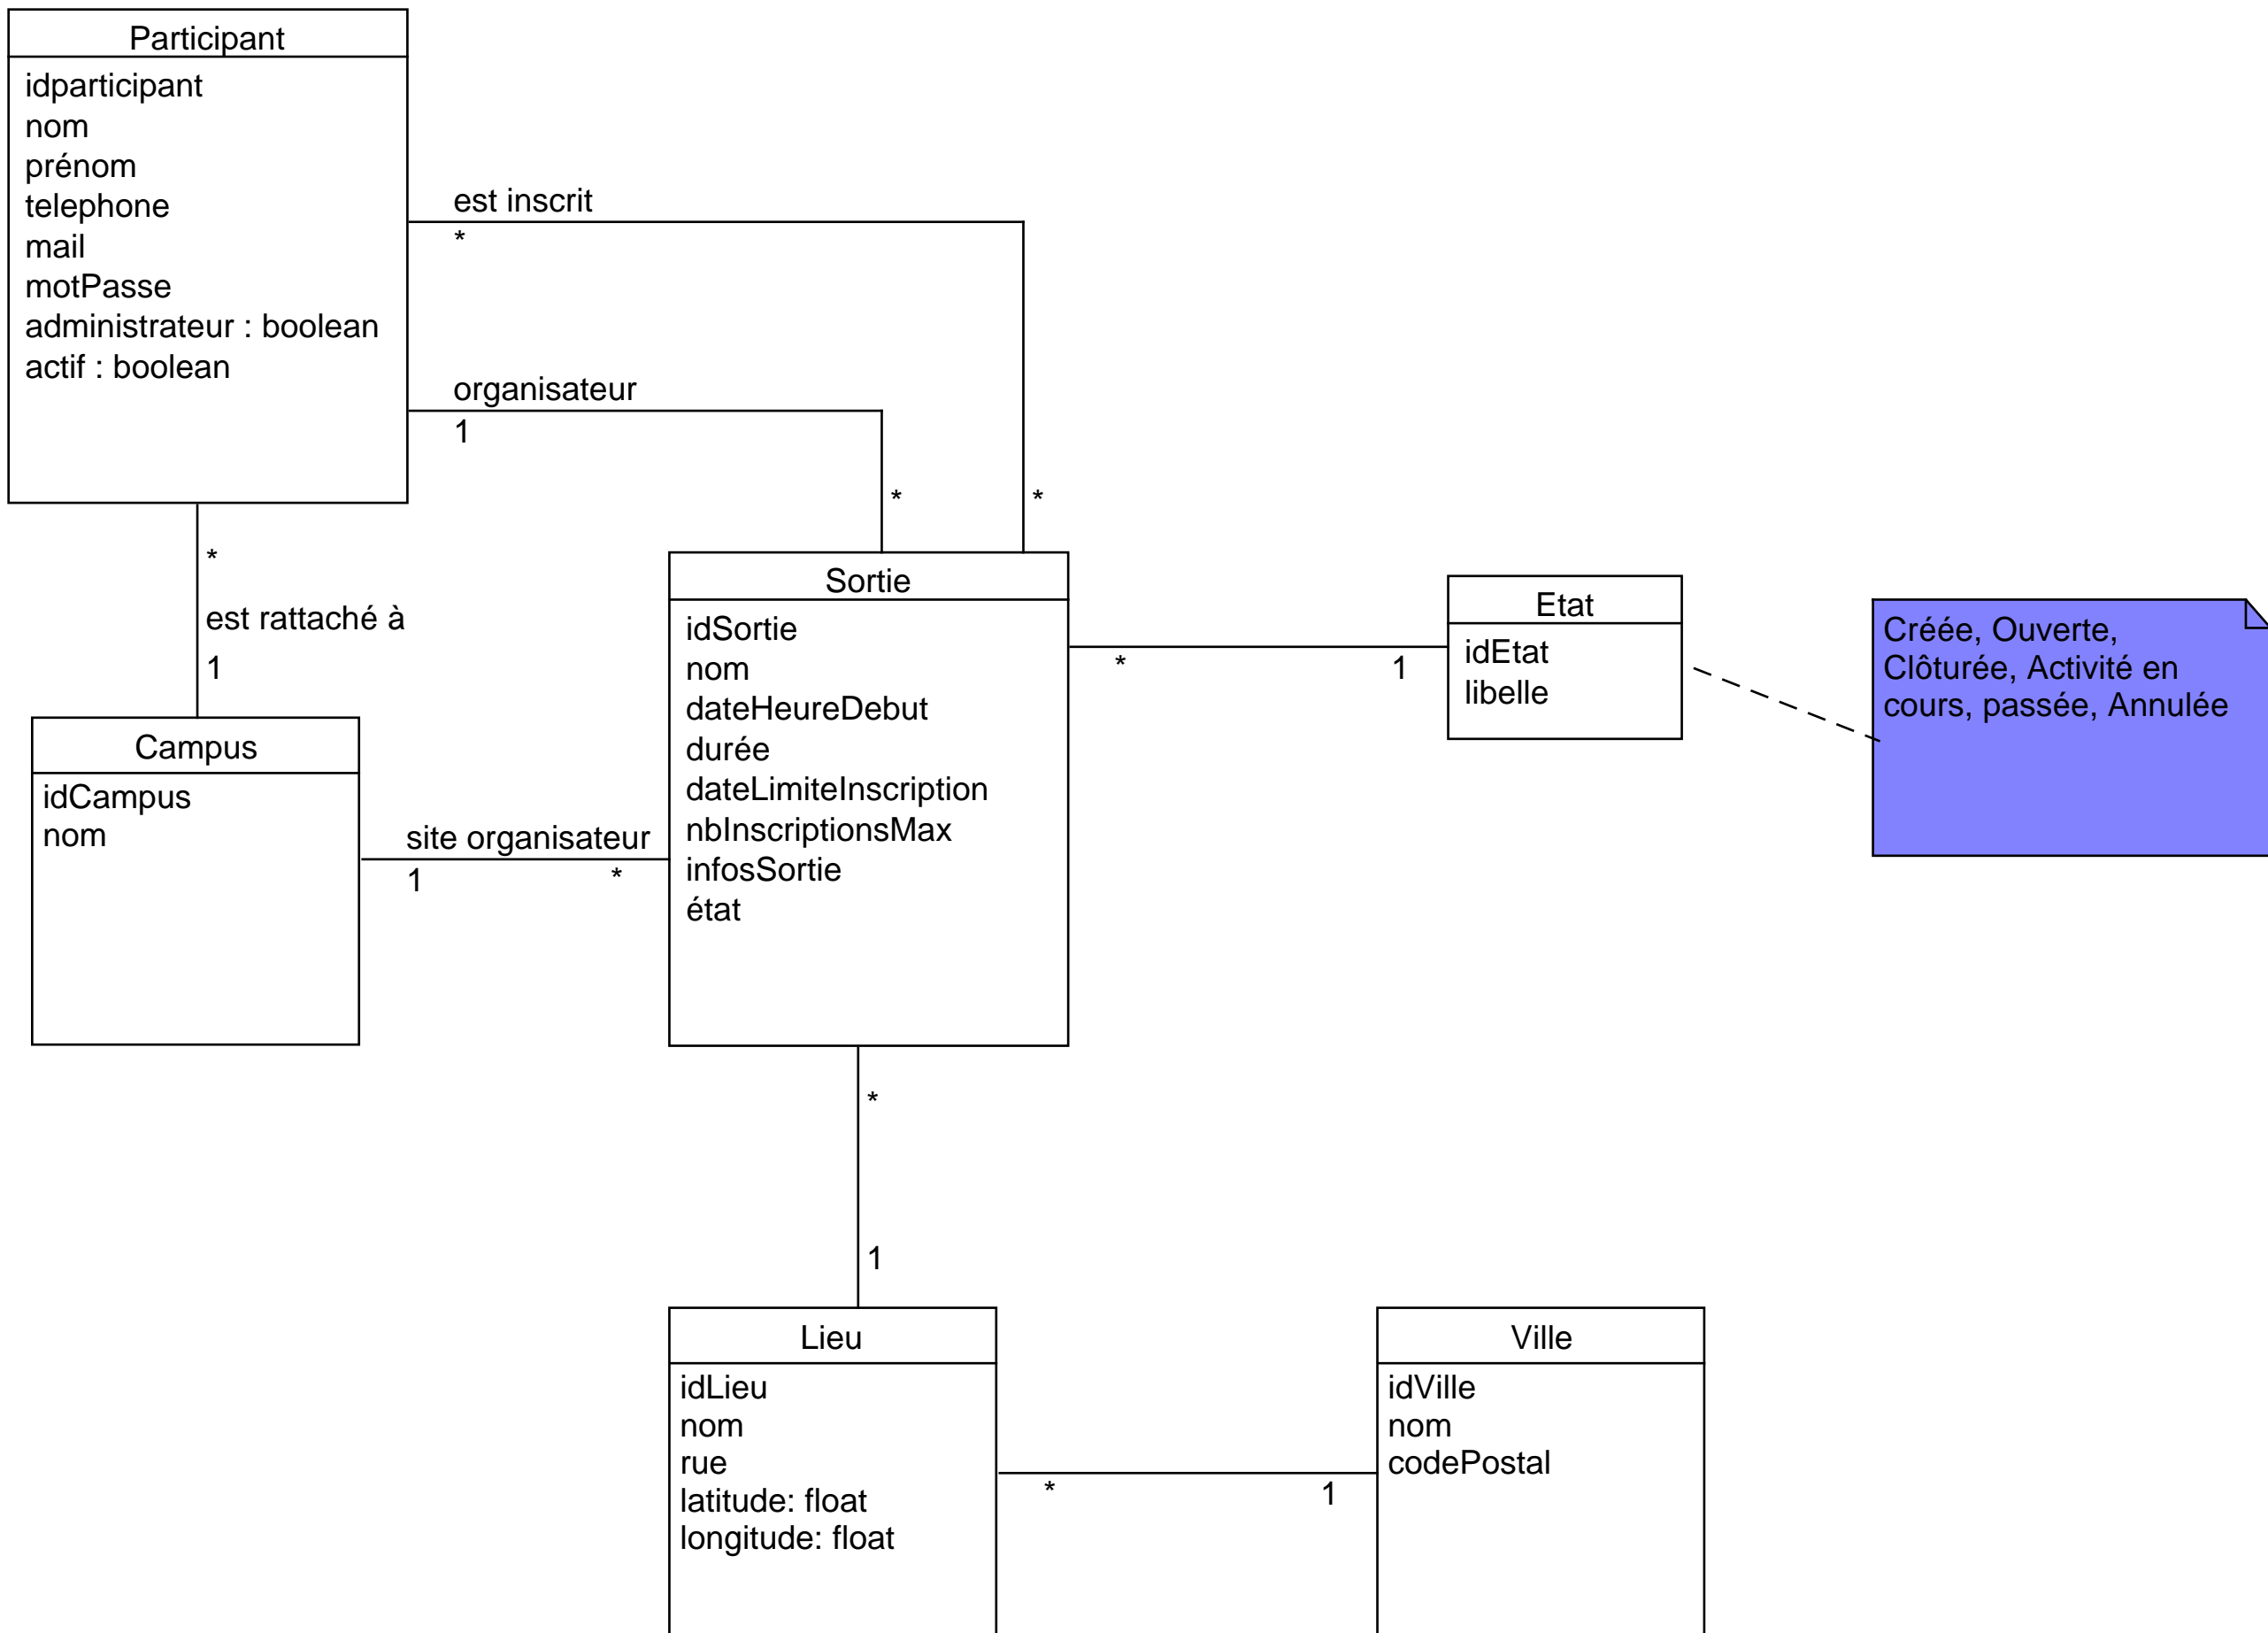 Participant
idparticipant
nom
prénom
telephone
mail
motPasse
administrateur : boolean
actif : boolean
est inscrit
*
organisateur
1
*
*
*
est rattaché à
1
Sortie
idSortie
nom
dateHeureDebut
durée
dateLimiteInscription
nbInscriptionsMax
infosSortie
état
*
1
Etat
idEtat
libelle
Créée, Ouverte,
Clôturée, Activité en
cours, passée, Annulée
Campus
idCampus
nom
site organisateur
1
*
*
1
Lieu
idLieu
nom
rue
latitude: float
longitude: float
*
1
Ville
idVille
nom
codePostal